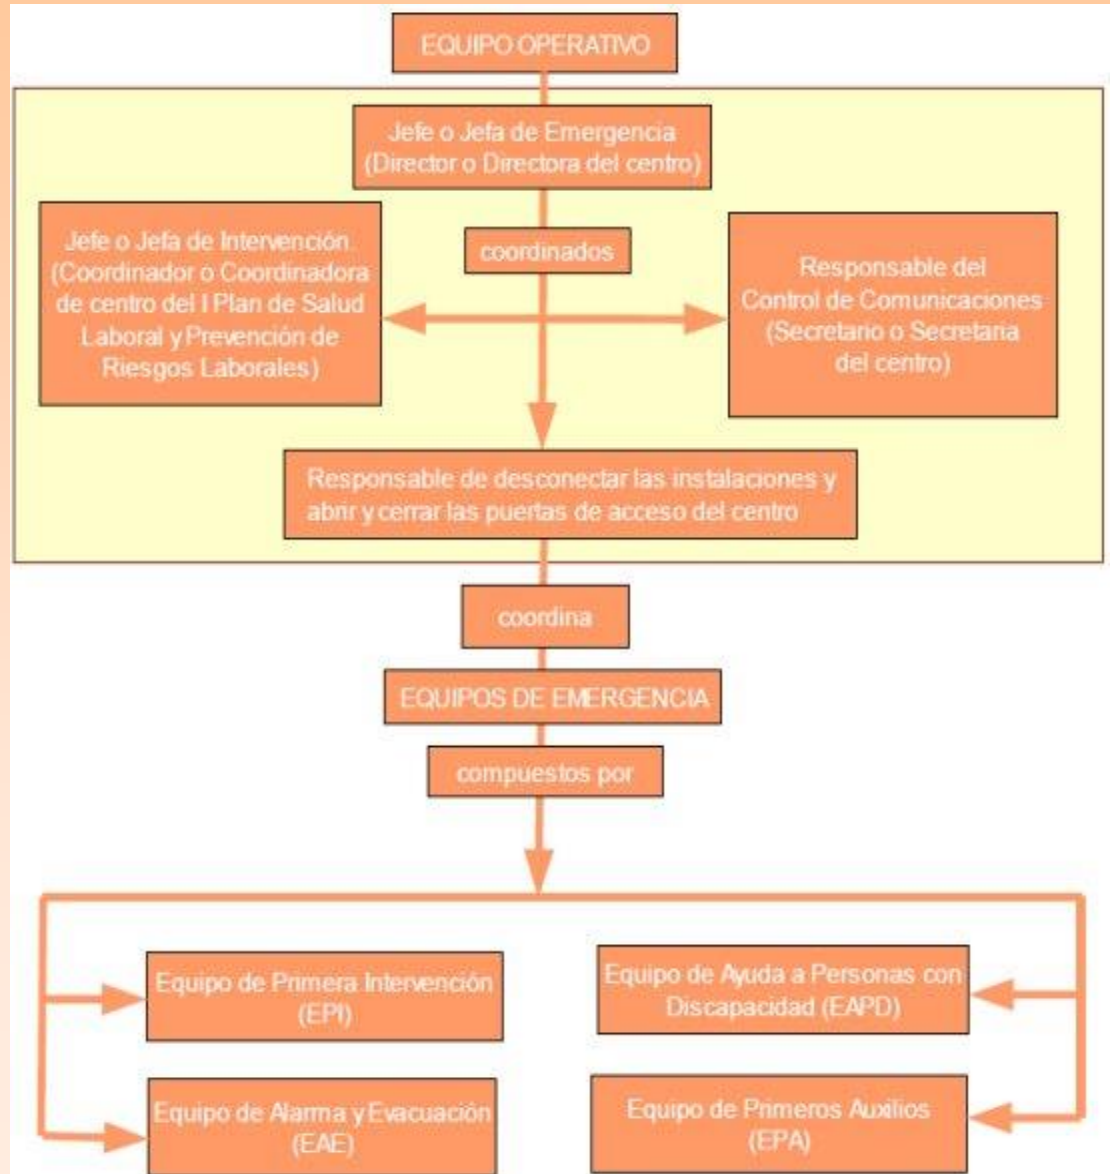 EQUIPO OPERATIVO
Jefe o Jefa de Emergencia
(Director o Directora del centro)
Jefe o Jefa de Intervención.
(Coordinador o Coordinadora
de centro del I Plan de Salud
Laboral y Prevención de
Riesgos Laborales)
coordinados
Responsable del
Control de Comunicaciones
(Secretario o Secretaria
del centro)
Responsable de desconectar las instalaciones y
abrir y cerrar las puertas de acceso del centro
coordina
EQUIPOS DE EMERGENCIA
compuestos por
Equipo de Primera Intervención
(EPI)
Equipo de Ayuda a Personas con
Discapacidad (EAPD)
Equipo de Alarma y Evacuación
(EAE)
Equipo de Primeros Auxilios
(EPA)